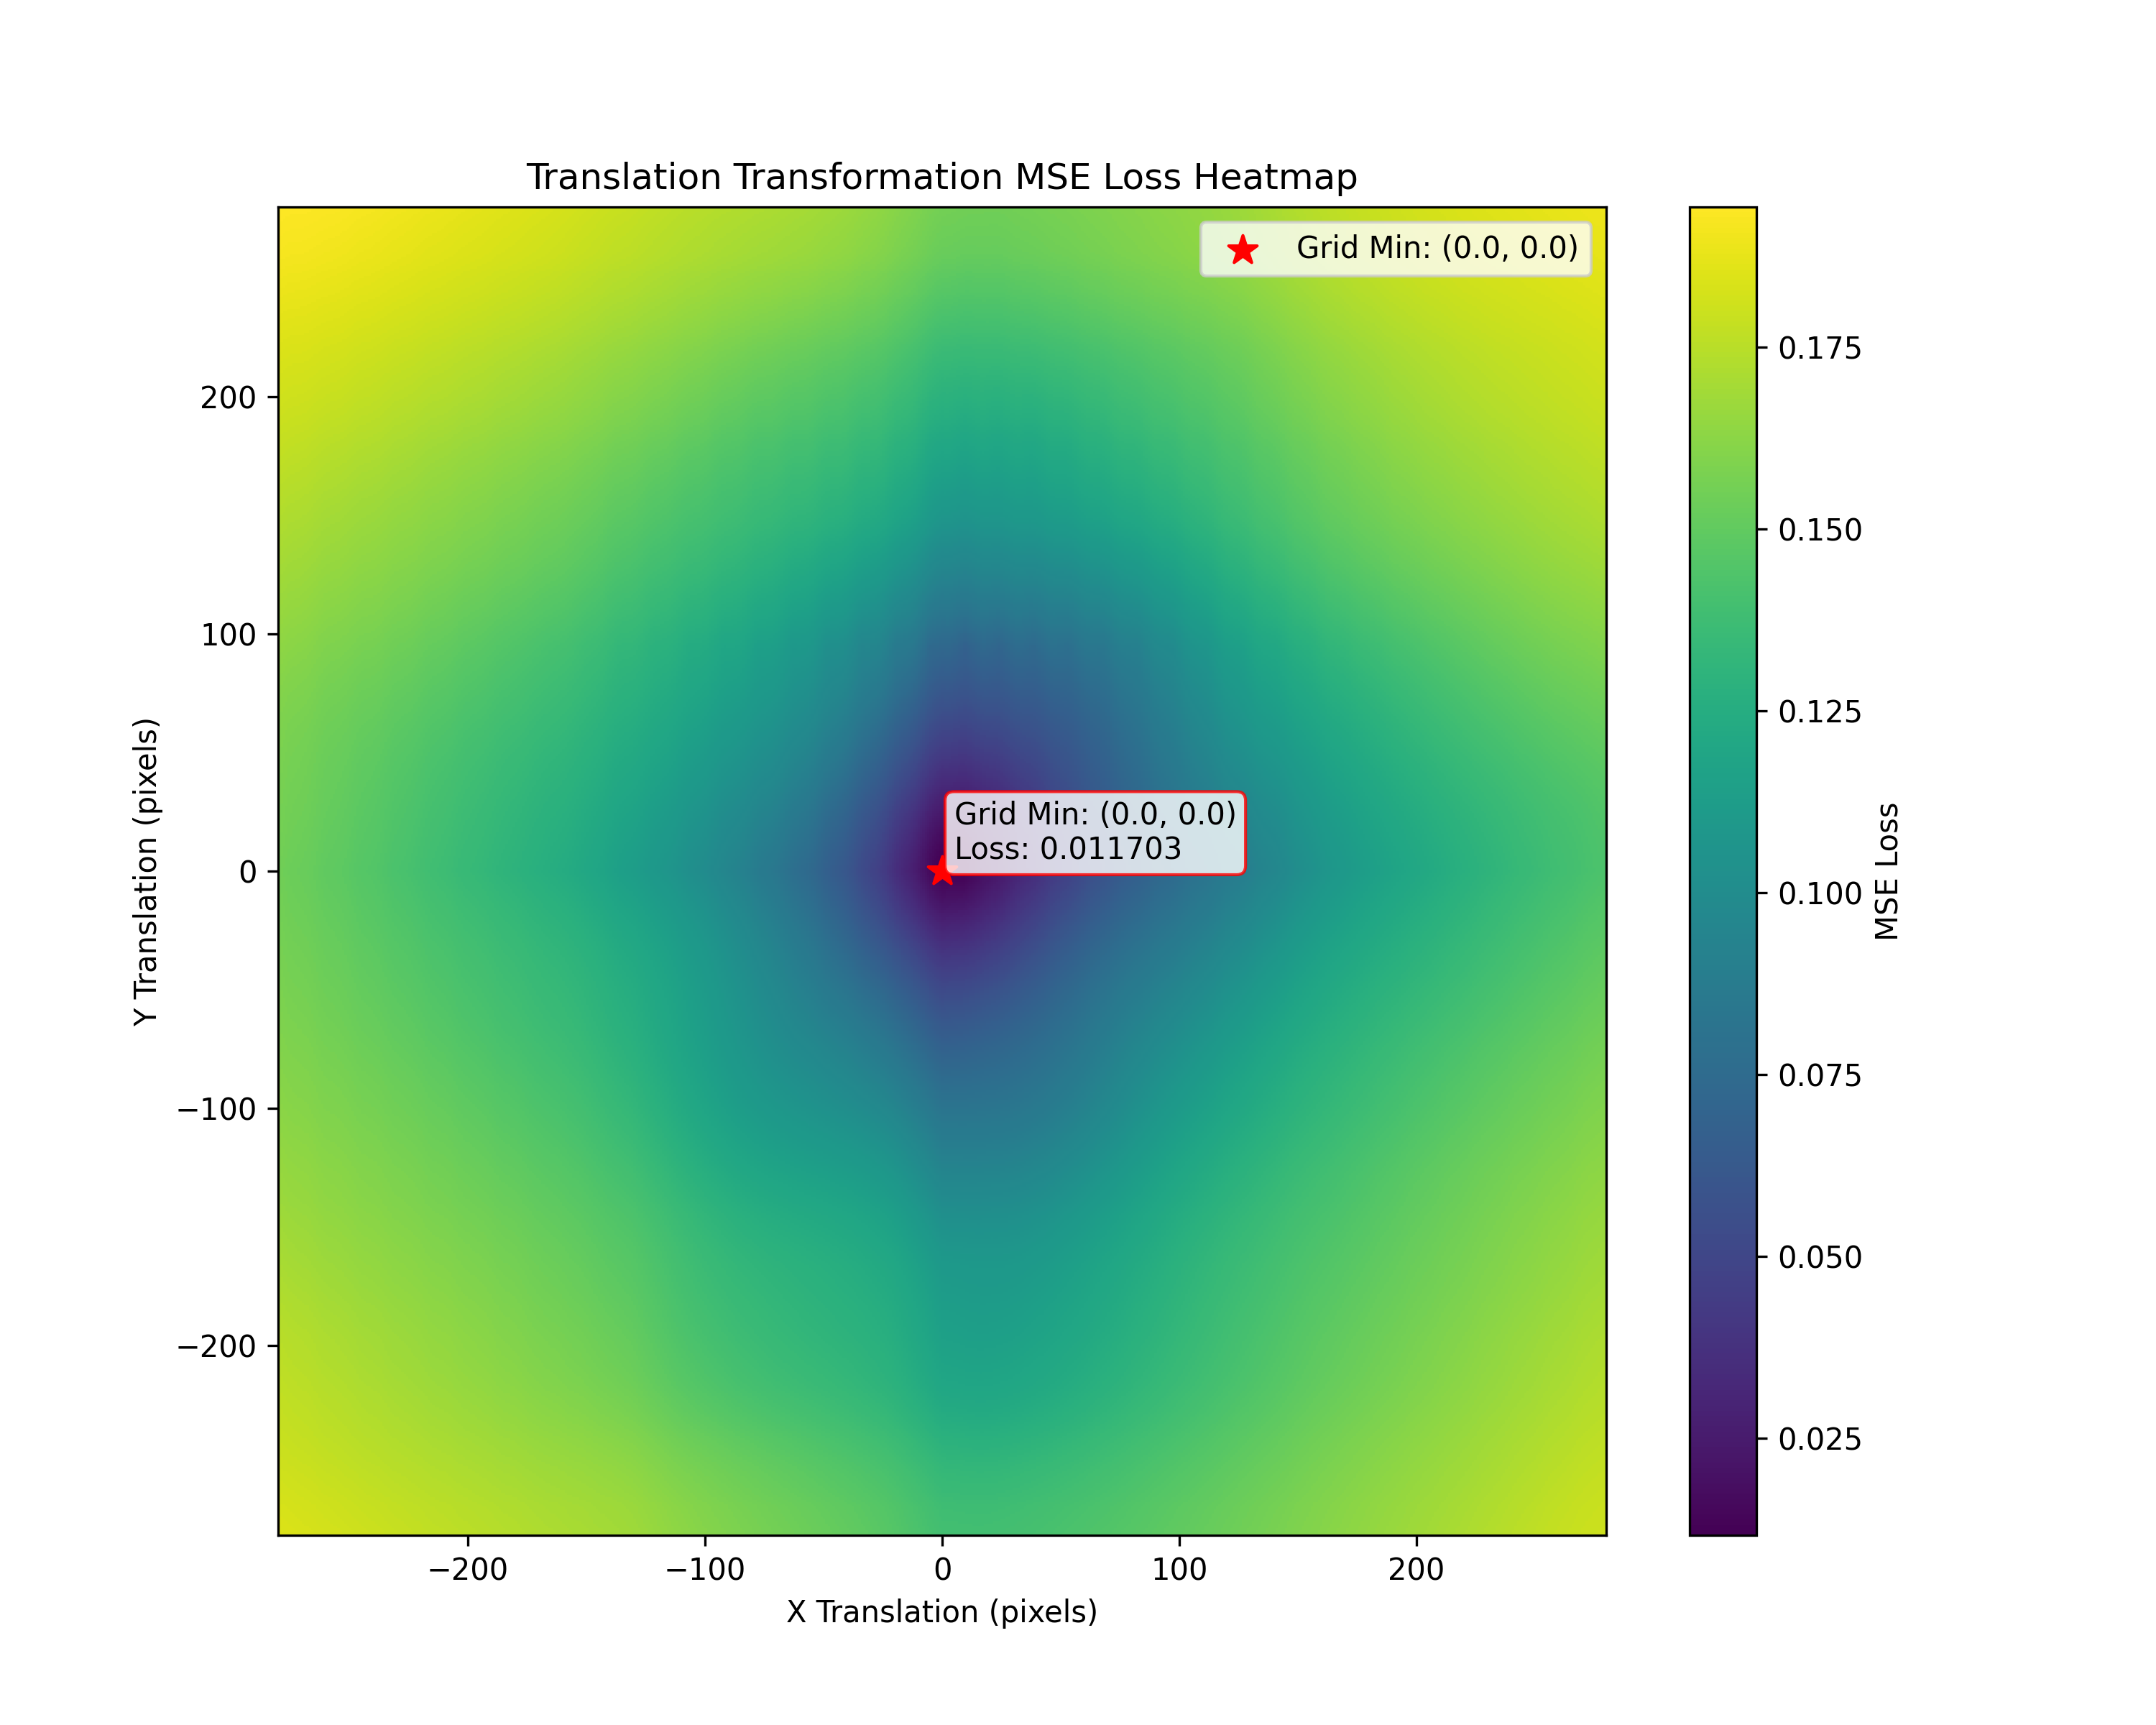 Translation Transformation MSE Loss Heatmap
Grid Min: (0.0, 0.0)
200
100
0
−100
−200
Y Translation (pixels)
Grid Min: (0.0, 0.0)
Loss: 0.011703
−200
−100
0
100
200
X Translation (pixels)
0.175
0.150
0.125
0.100
0.075
0.050
0.025
MSE Loss